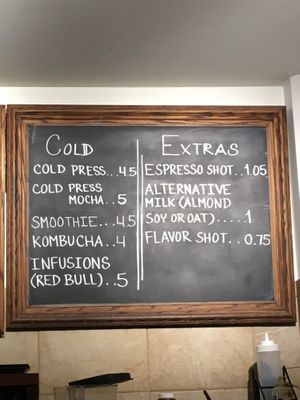 COLD
COLD PRESS...4.5
COLD PRESS
MOCHA..5
SMOOTHIE...4.5
KOMBUCHA..4
INFUSIONS
(RED BULL)..5
EXTRAS
ESPRESSO SHOT..1.05
ALTERNATIVE
MILK (ALMOND
SOY OR OAT).....1
FLAVOR SHOT..0.75